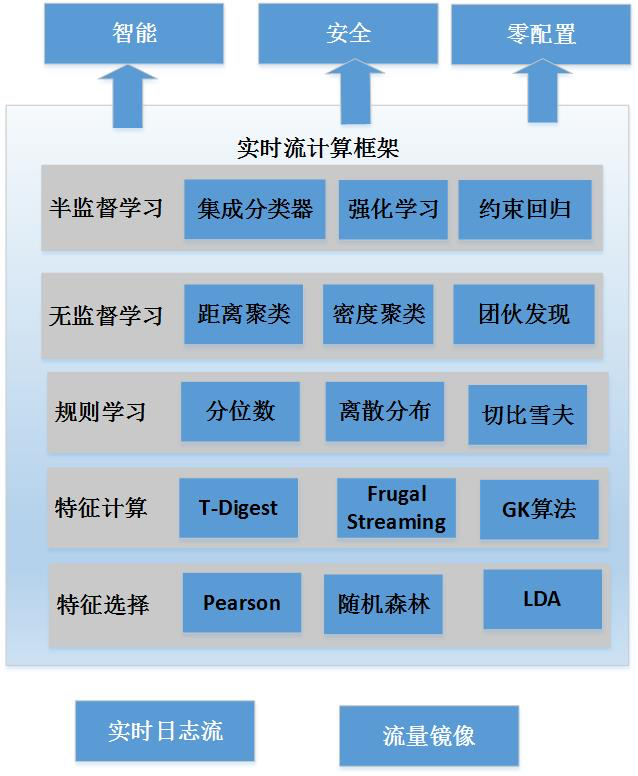 智能
安全
零配置
实时流计算框架
半监督学习
集成分类器
强化学习
约束回归
无监督学习
距离聚类
密度聚类
团伙发现
规则学习
分位数
离散分布
切比雪夫
特征计算
T-Digest
Frugal
Streaming
GK算法
特征选择
Pearson
随机森林
LDA
实时日志流
流量镜像